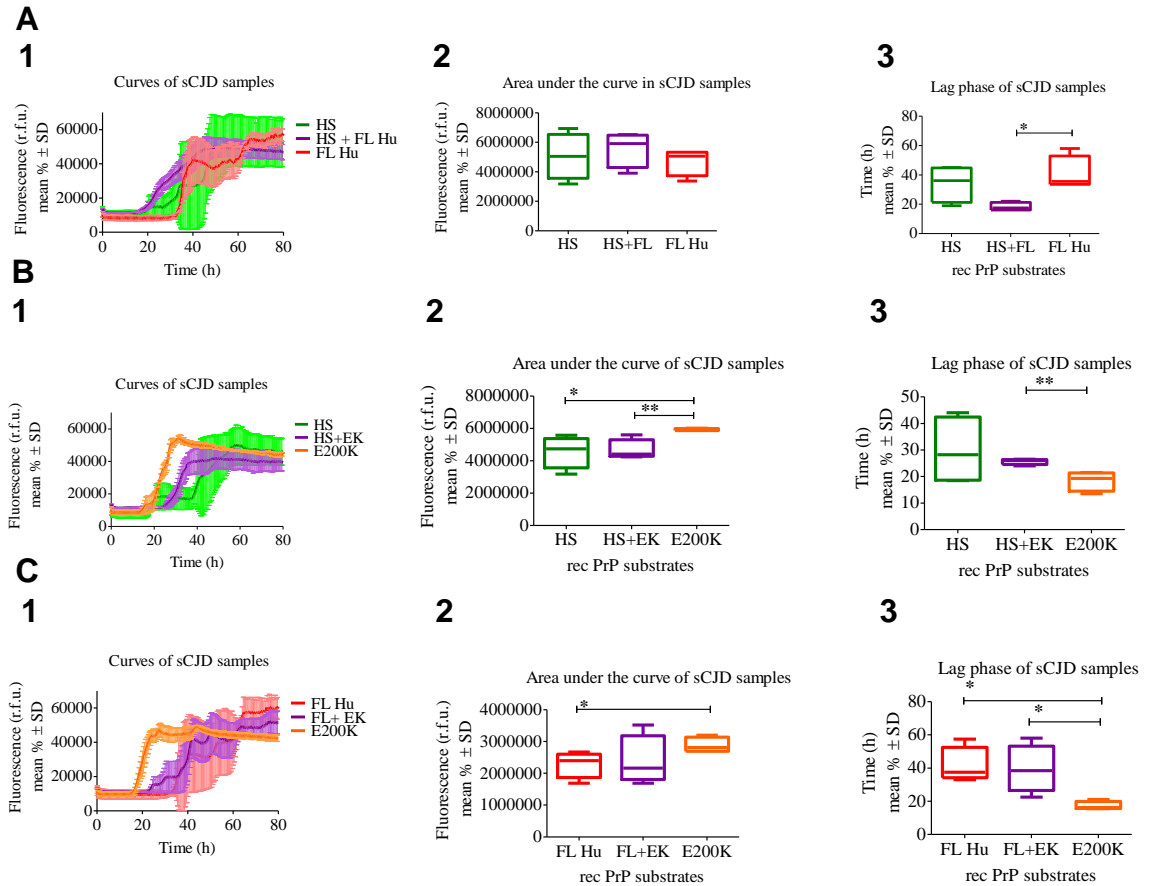 A
1
2
3
Curves of sCJD samples
Fluorescence (r.f.u.)
mean % ± SD
60000
40000
20000
0
0 20 40 60 80
Time (h)
HS
HS + FL Hu
FL Hu
Area under the curve in sCJD samples
Fluorescence (r.f.u.)
mean % ± SD
8000000
6000000
4000000
2000000
0
HS HS+FL FL Hu
Lag phase of sCJD samples
Time (h)
mean % ± SD
80
60
40
20
0
*
HS HS+FL FL Hu
rec PrP substrates
B
1
2
3
Curves of sCJD samples
Fluorescence (r.f.u.)
mean % ± SD
60000
40000
20000
0
0 20 40 60 80
Time (h)
HS
HS+EK
E200K
Area under the curve of sCJD samples
Fluorescence (r.f.u.)
mean % ± SD
8000000
6000000
4000000
2000000
0
*
**
HS HS+EK E200K
rec PrP substrates
Lag phase of sCJD samples
Time (h)
mean % ± SD
50
40
30
20
10
0
**
HS HS+EK E200K
rec PrP substrates
C
1
2
3
Curves of sCJD samples
Fluorescence (r.f.u.)
mean % ± SD
60000
40000
20000
0
0 20 40 60 80
Time (h)
FL Hu
FL+ EK
E200K
Area under the curve of sCJD samples
Fluorescence (r.f.u.)
mean % ± SD
4000000
3000000
2000000
1000000
0
*
FL Hu FL+EK E200K
rec PrP substrates
Lag phase of sCJD samples
Time (h)
mean % ± SD
80
60
40
20
0
*
*
FL Hu FL+EK E200K
rec PrP substrates